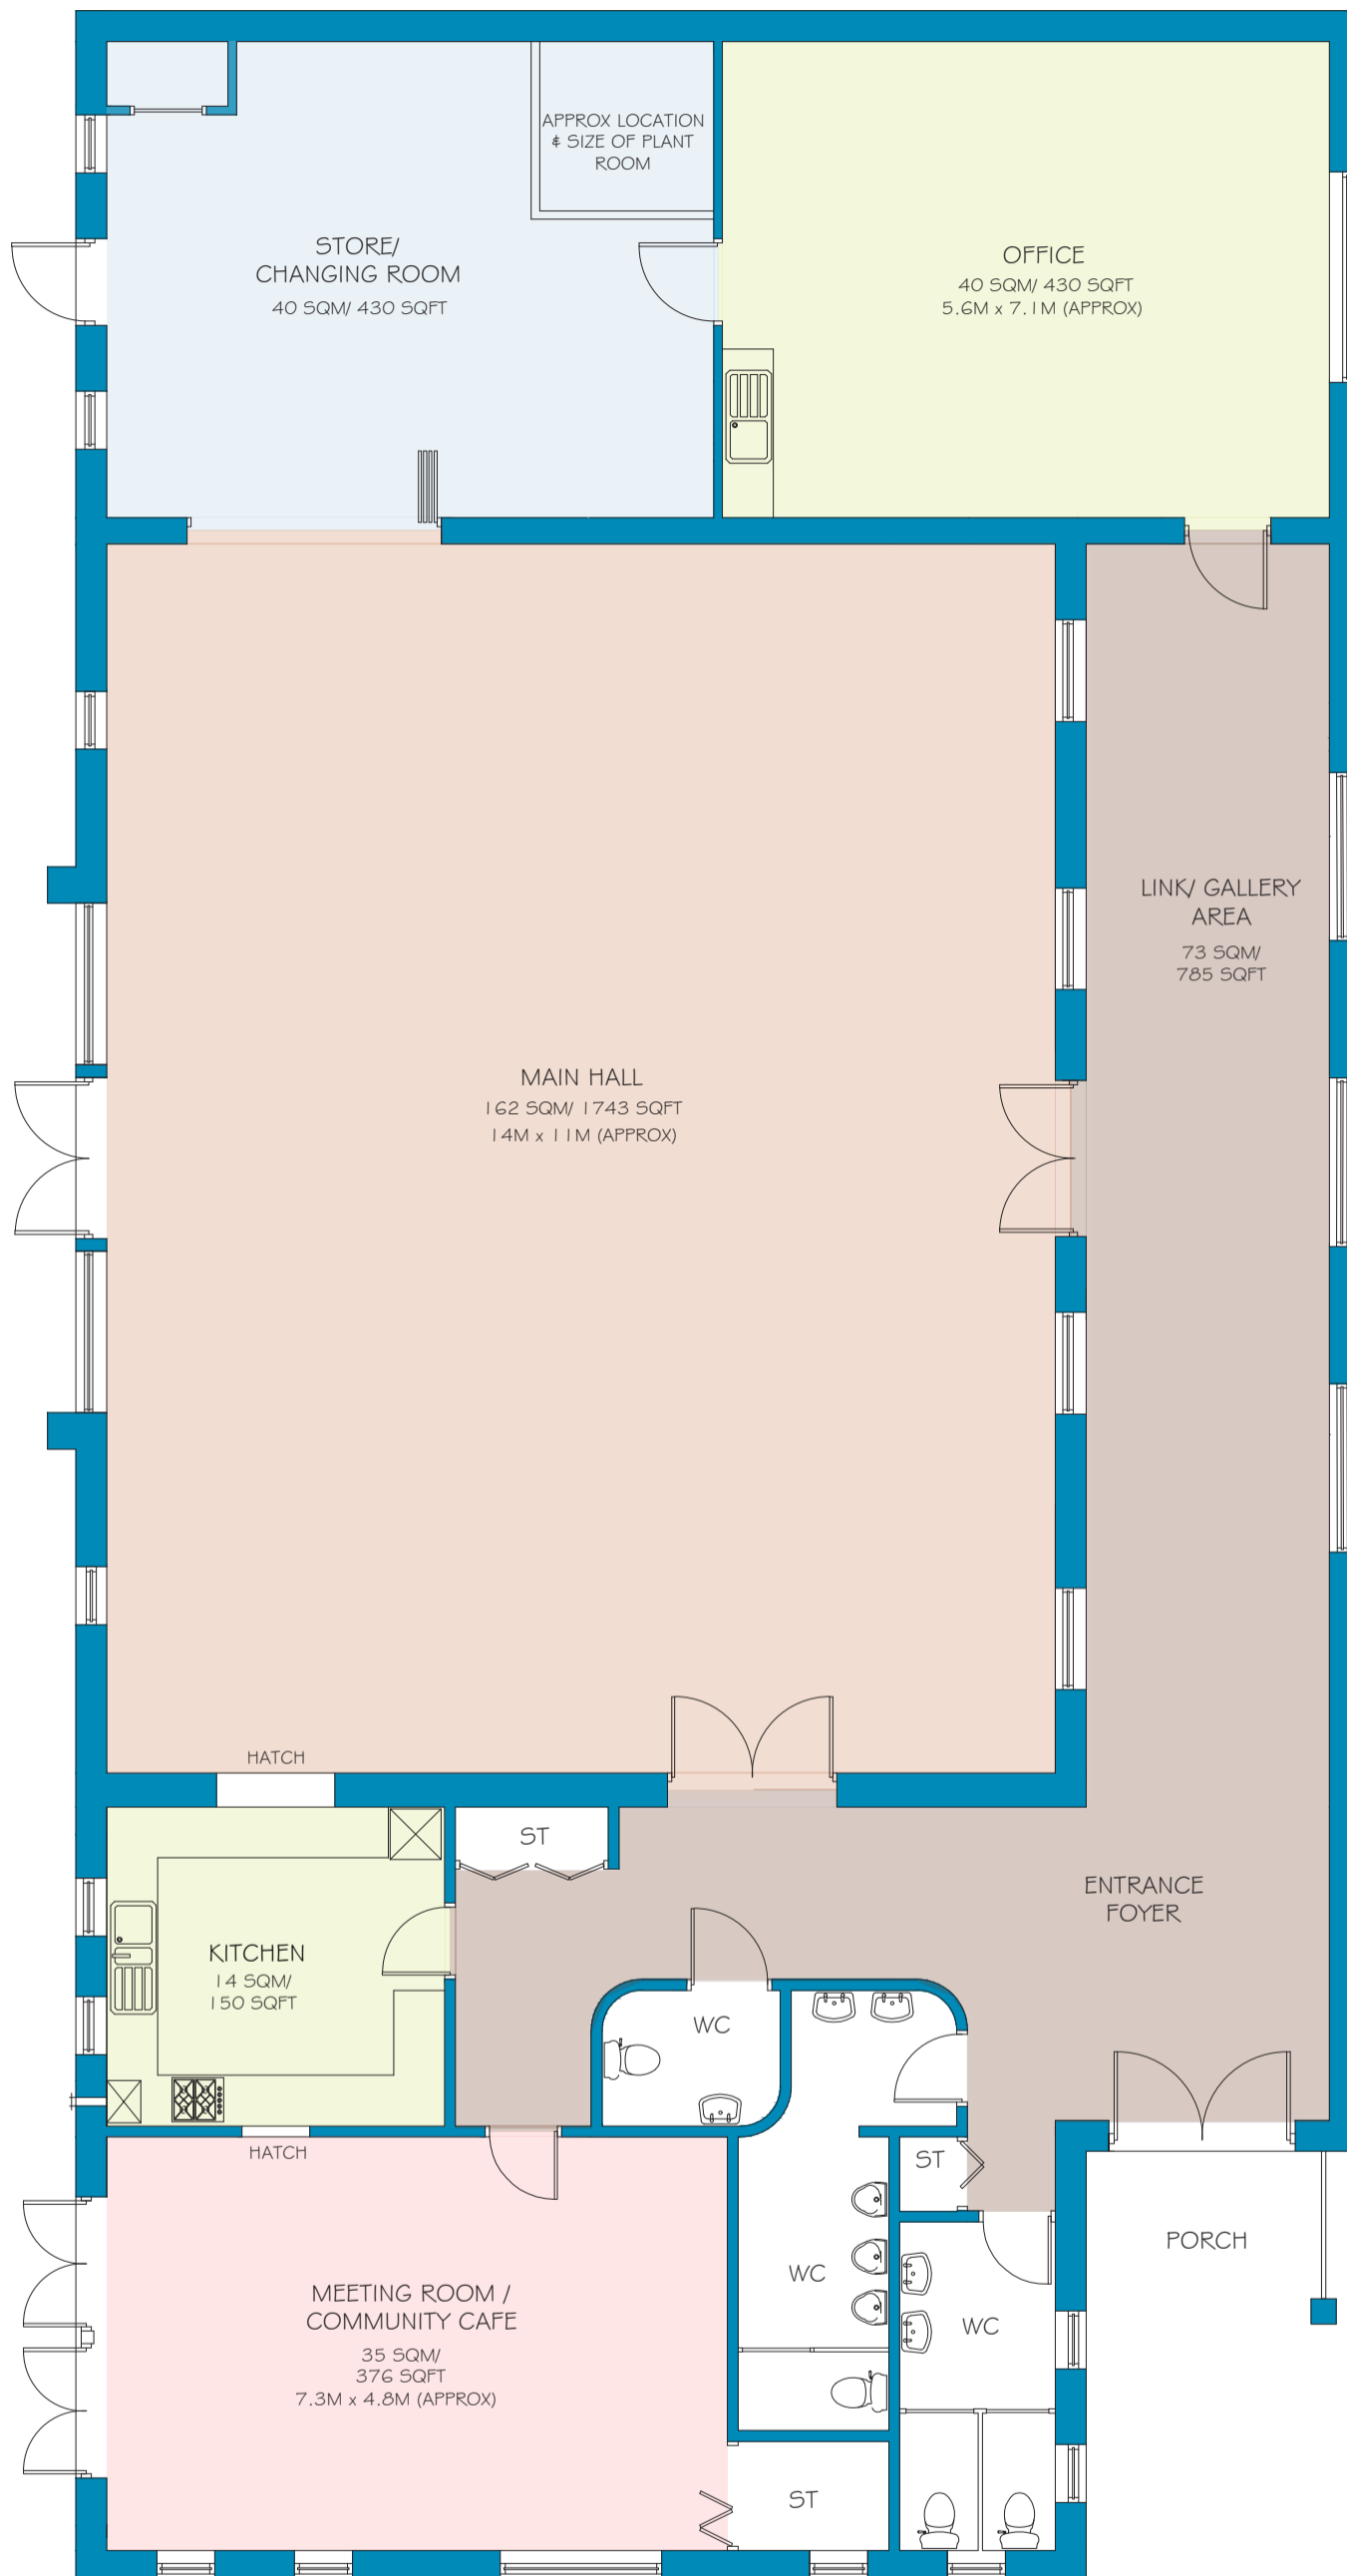 APPROX LOCATION
& SIZE OF PLANT
ROOM
STORE/
CHANGING ROOM
40 SQM/ 430 SQFT
OFFICE
40 SQM/ 430 SQFT
5.6M x 7.1M (APPROX)
LINK/ GALLERY
AREA
73 SQM/
785 SQFT
MAIN HALL
162 SQM/ 1743 SQFT
14M x 11M (APPROX)
HATCH
ST
ENTRANCE
FOYER
KITCHEN
14 SQM/
150 SQFT
WC
HATCH
ST
PORCH
WC
WC
MEETING ROOM /
COMMUNITY CAFE
35 SQM/
376 SQFT
7.3M x 4.8M (APPROX)
ST